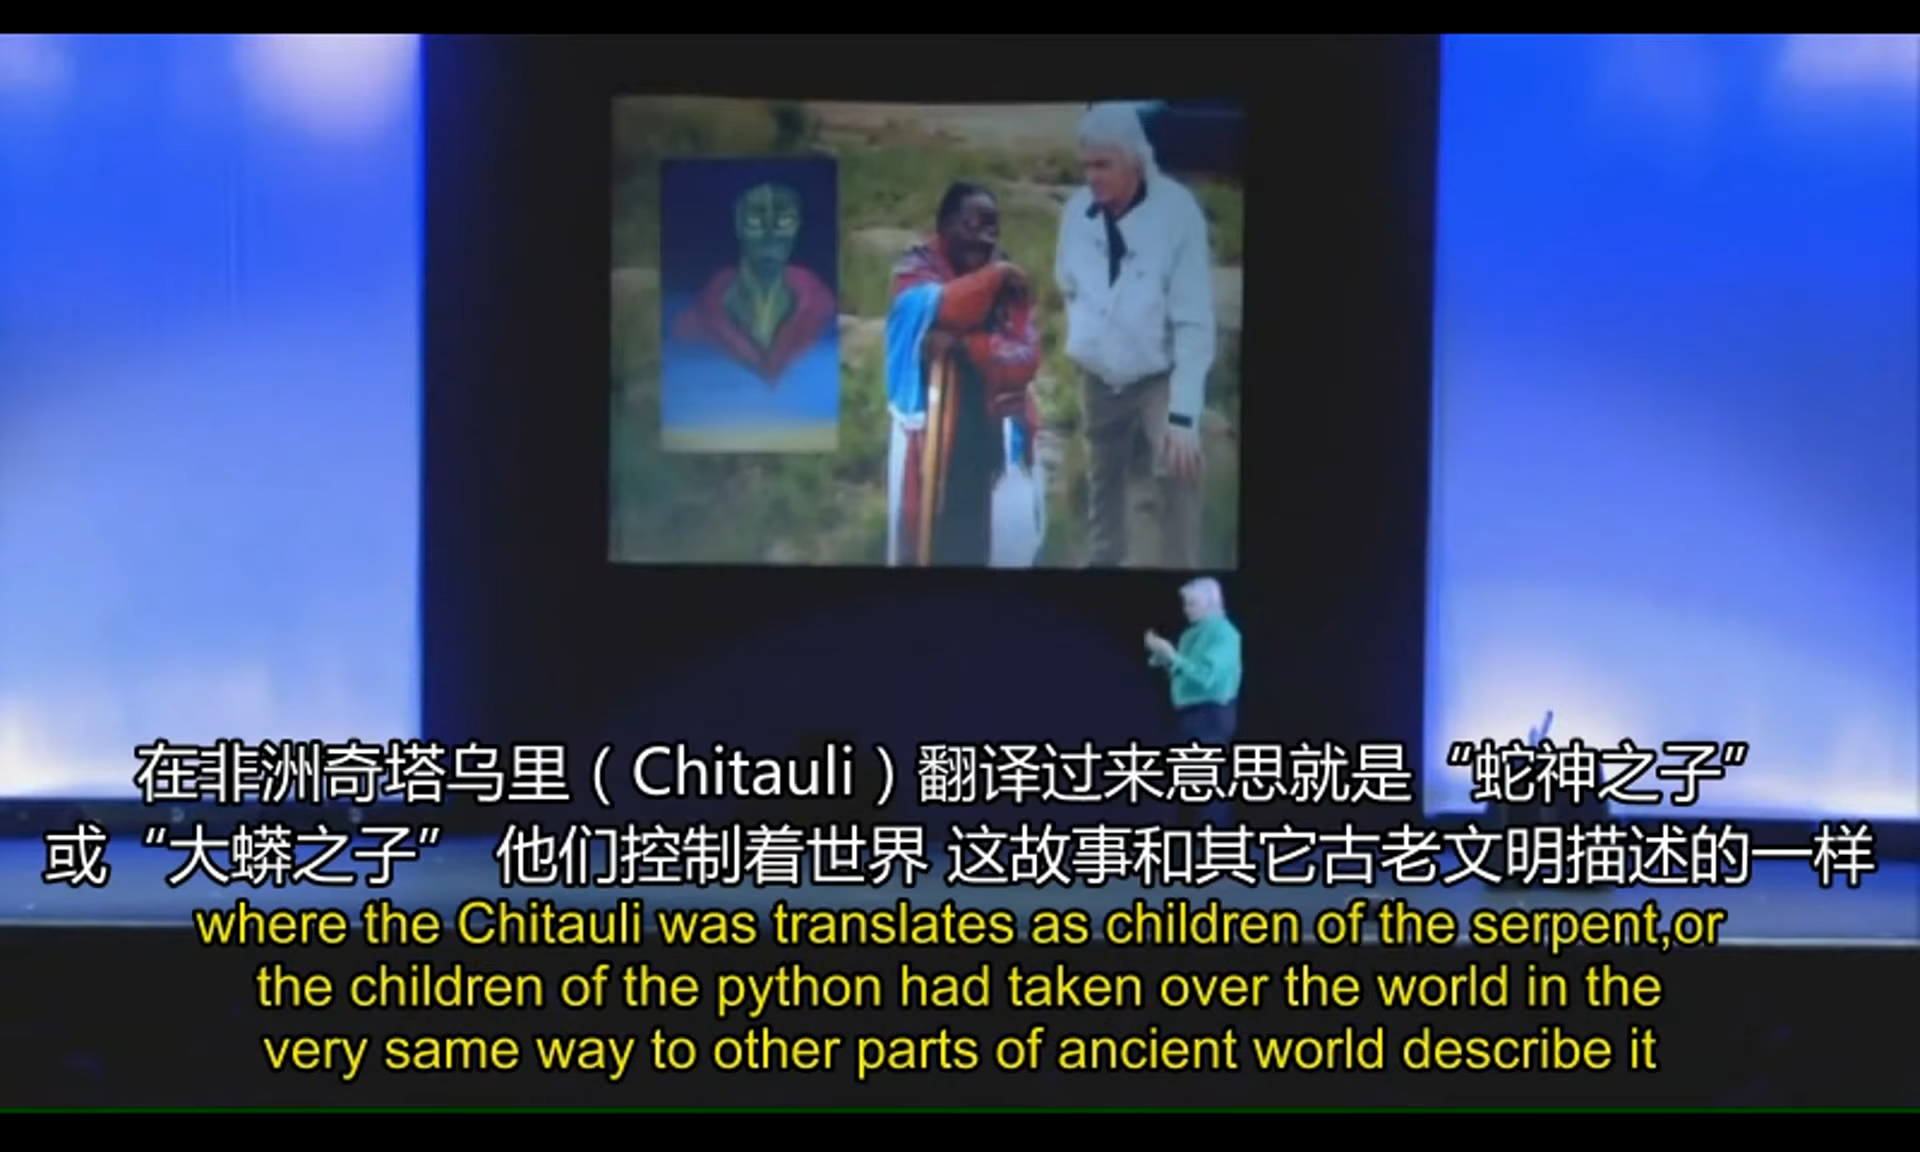 在非洲奇塔乌里（Chitauli）翻译过来意思就是“蛇神之子”
或“大蟒之子” 他们控制着世界 这故事和其它古老文明描述的一样
where the Chitauli was translates as children of the serpent,or
the children of the python had taken over the world in the
very same way to other parts of ancient world describe it